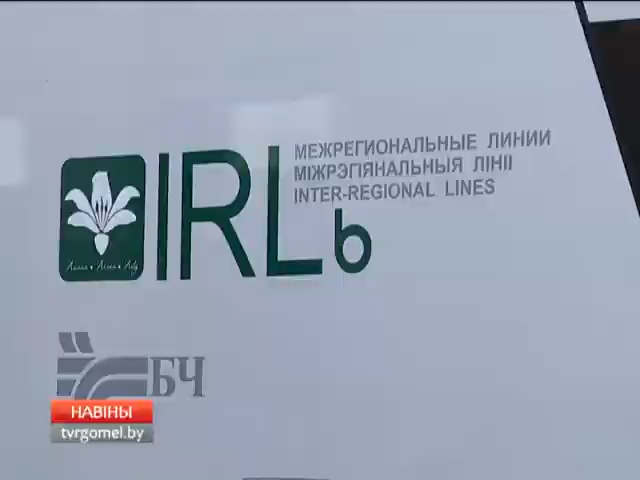 МЕЖРЕГИОНАЛЬНЫЕ ЛИНИИ
МІЖРЭГІЯНАЛЬНЫЯ ЛІНІІ
INTER-REGIONAL LINES
IRLb
БЧ
НАВІНЫ
tvrgomel.by